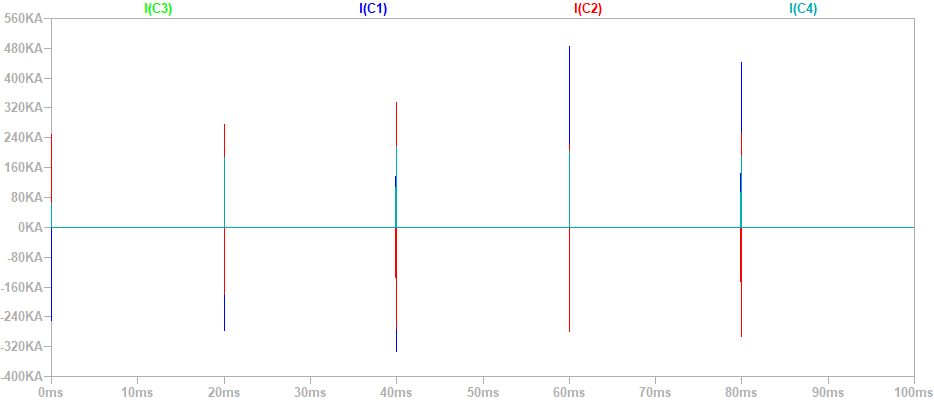 I(C3) I(C1) I(C2) I(C4)
560KA
480KA
400KA
320KA
240KA
160KA
80KA
0KA
-80KA
-160KA
-240KA
-320KA
-400KA
0ms 10ms 20ms 30ms 40ms 50ms 60ms 70ms 80ms 90ms 100ms